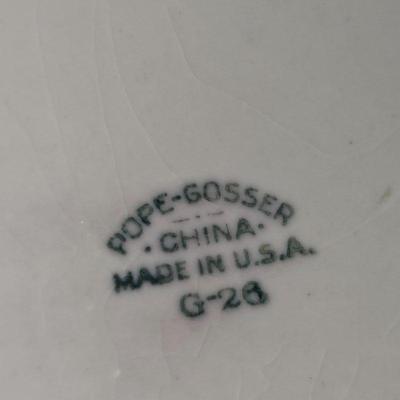 POPE-GOSSER
· CHINA ·
MADE IN U.S.A.
G-26